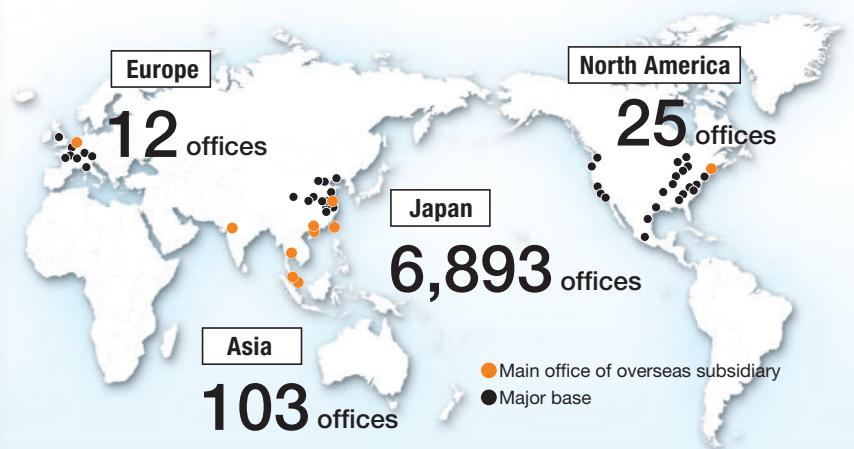 Europe
12 offices
North America
25 offices
Japan
6,893 offices
Asia
103 offices
Main office of overseas subsidiary
Major base